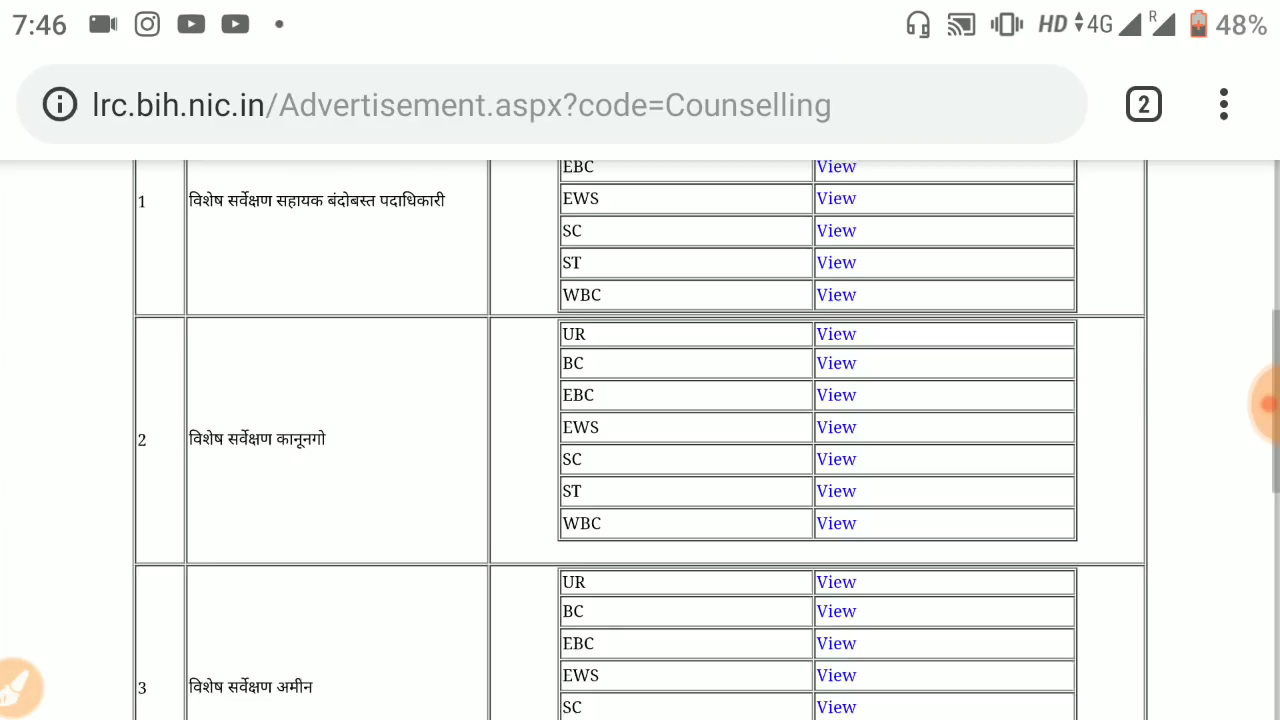 7:46 HD 4G R 48%
lrc.bih.nic.in/Advertisement.aspx?code=Counselling 2
EBC View
1 विशेष सर्वेक्षण सहायक बंदोबस्त पदाधिकारी
EWS View
SC View
ST View
WBC View
UR View
BC View
EBC View
EWS View
2 विशेष सर्वेक्षण कानूनगो
SC View
ST View
WBC View
UR View
BC View
EBC View
EWS View
3 विशेष सर्वेक्षण अमीन
SC View